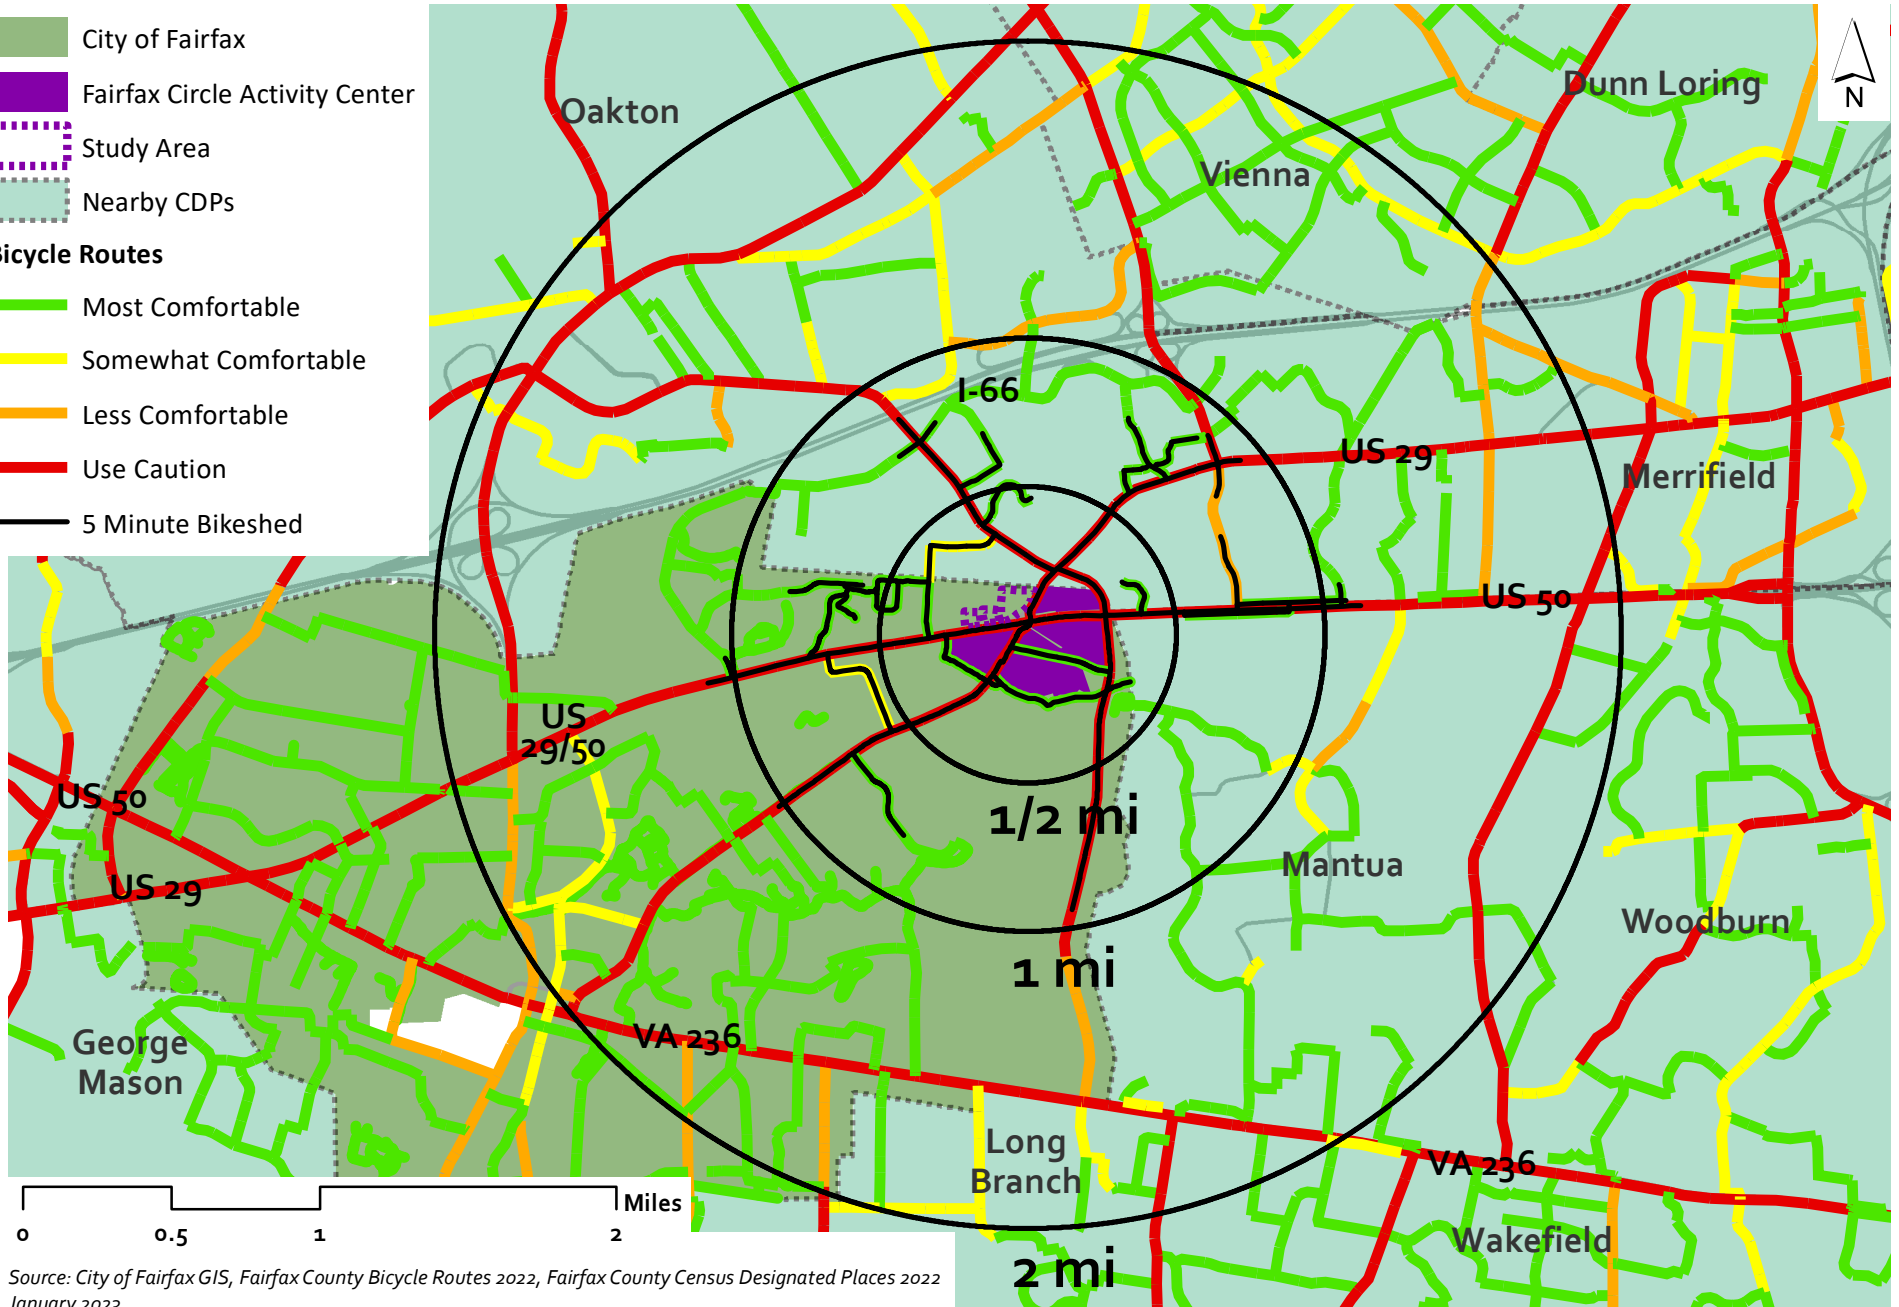 City of Fairfax
Fairfax Circle Activity Center
Study Area
Nearby CDPs
Bicycle Routes
Most Comfortable
Somewhat Comfortable
Less Comfortable
Use Caution
5 Minute Bikeshed
N
Oakton
Dunn Loring
Vienna
I-66
US 29
Merrifield
US 50
US
29/50
US 50
1/2 mi
Mantua
US 29
Woodburn
1 mi
VA 236
George
Mason
Long
Branch
VA 236
Wakefield
2 mi
Miles
0 0.5 1 2
Source: City of Fairfax GIS, Fairfax County Bicycle Routes 2022, Fairfax County Census Designated Places 2022
January 2023